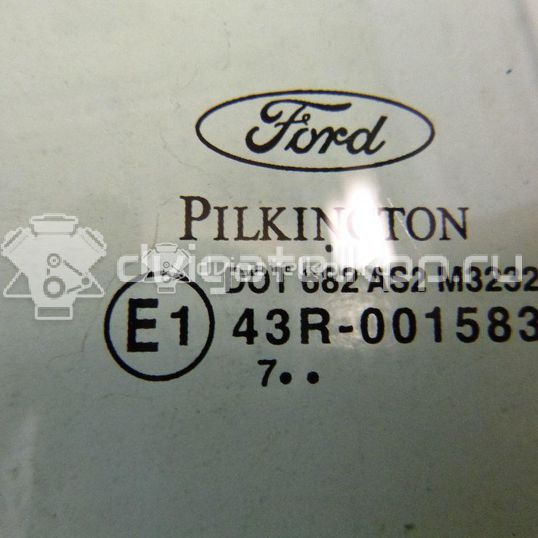 Ford
PILKINGTON
DOT 682 AS2 M3232
E1 43R-001583
7..